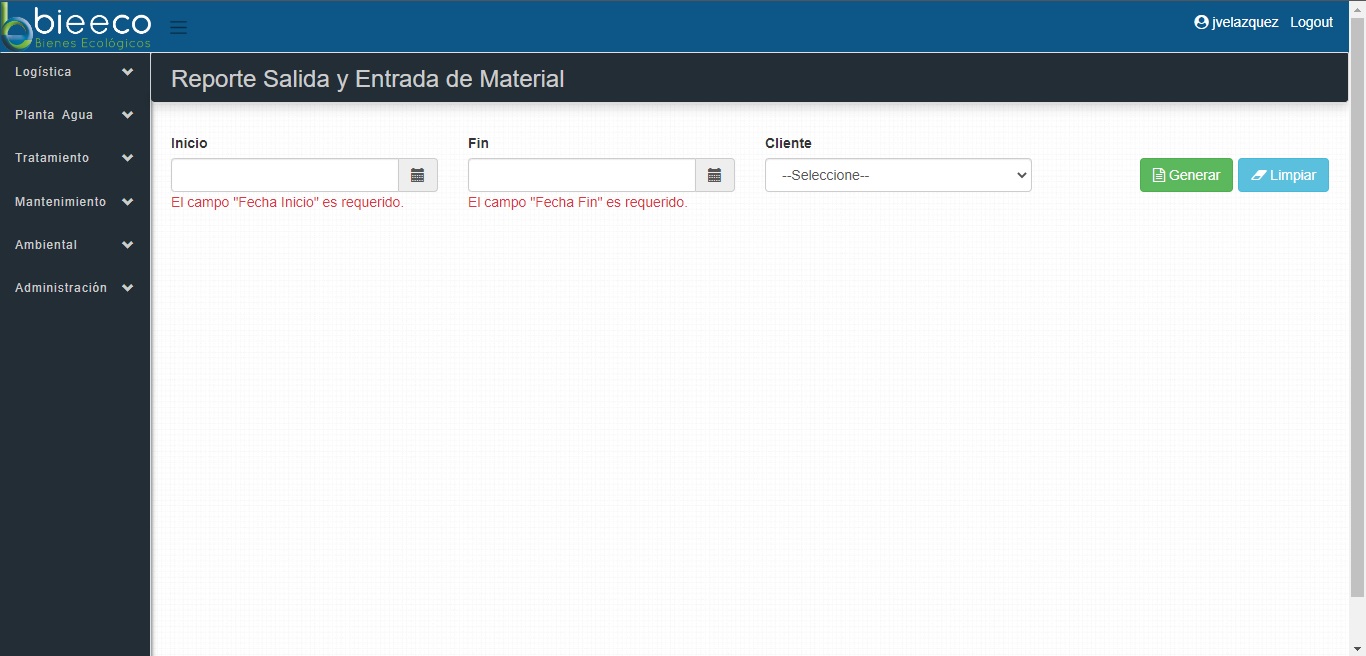 bieeco
Bienes Ecológicos
jvelazquez Logout
Logística
Planta Agua
Tratamiento
Mantenimiento
Ambiental
Administración
Reporte Salida y Entrada de Material
Inicio Fin Cliente
--Seleccione-- Generar Limpiar
El campo "Fecha Inicio" es requerido. El campo "Fecha Fin" es requerido.